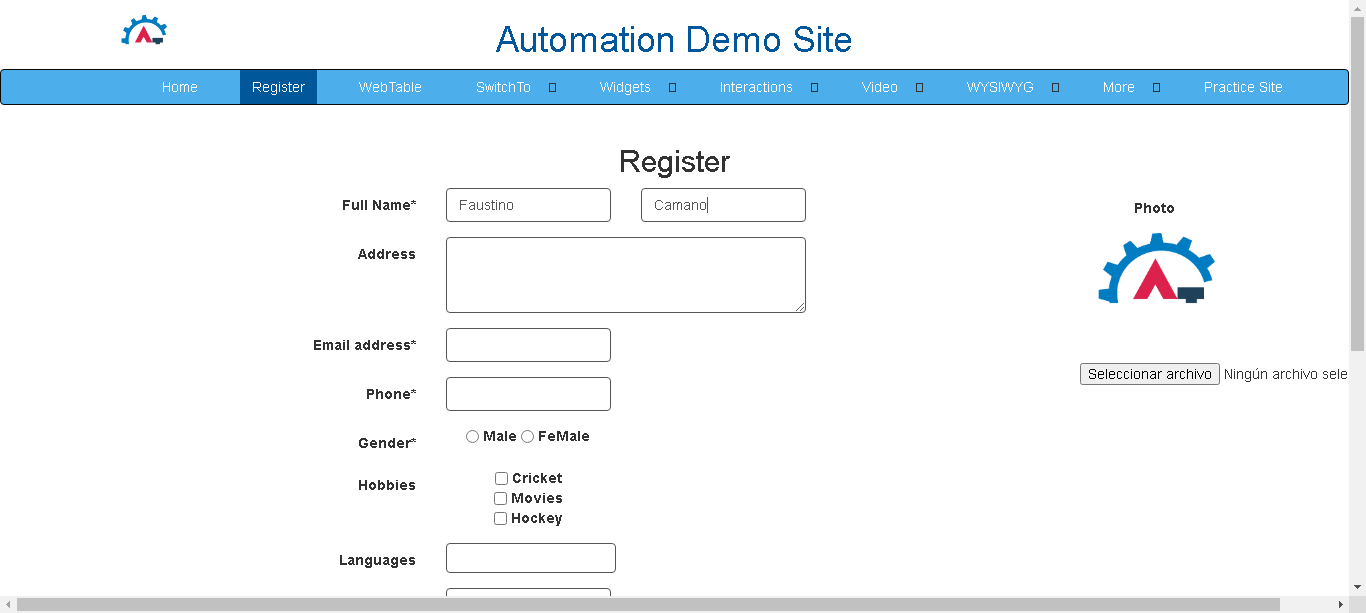 Automation Demo Site
Home Register WebTable SwitchTo Widgets Interactions Video WYSIWYG More Practice Site
Register
Full Name* Faustino Camano
Photo
Address
Email address*
Seleccionar archivo Ningún archivo sele
Phone*
Gender* Male FeMale
Hobbies Cricket
Movies
Hockey
Languages